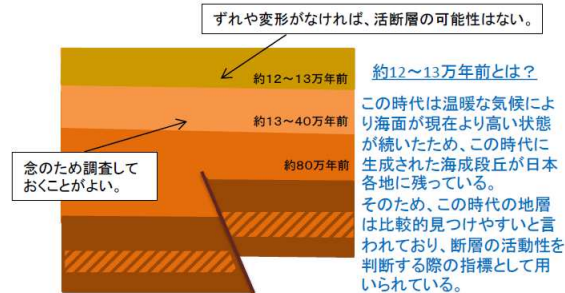 ずれや変形がなければ、活断層の可能性はない。
約12～13万年前
約13～40万年前
約80万年前
念のため調査して
おくことがよい。
約12～13万年前とは？
この時代は温暖な気候によ
り海面が現在より高い状態
が続いたため、この時代に
生成された海成段丘が日本
各地に残っている。
そのため、この時代の地層
は比較的見つけやすいと言
われており、断層の活動性を
判断する際の指標として用
いられている。